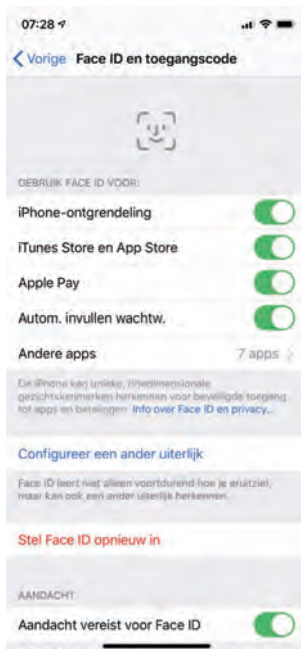 07:28
Vorige Face ID en toegangscode
GEBRUIK FACE ID VOOR:
iPhone-ontgrendeling
iTunes Store en App Store
Apple Pay
Autom. invullen wachtw.
Andere apps 7 apps
De iPhone kan unieke, driedimensionale
gezichtskenmerken herkennen voor beveiligde toegang
tot apps en betalingen. Info over Face ID en privacy...
Configureer een ander uiterlijk
Face ID leert niet alleen voortdurend hoe je eruitziet,
maar kan ook een ander uiterlijk herkennen.
Stel Face ID opnieuw in
AANDACHT
Aandacht vereist voor Face ID